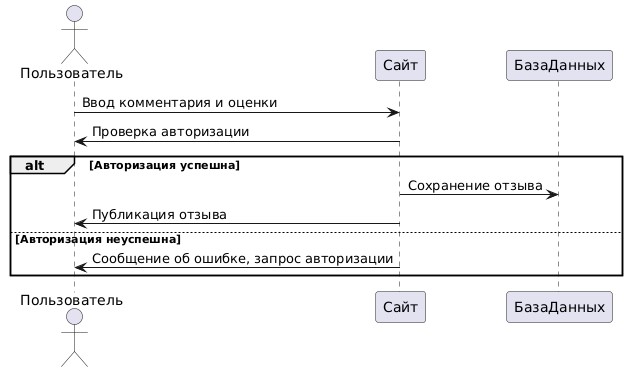 Пользователь
Сайт
БазаДанных
Ввод комментария и оценки
Проверка авторизации
alt
[Авторизация успешна]
Сохранение отзыва
Публикация отзыва
[Авторизация неуспешна]
Сообщение об ошибке, запрос авторизации
Пользователь
Сайт
БазаДанных